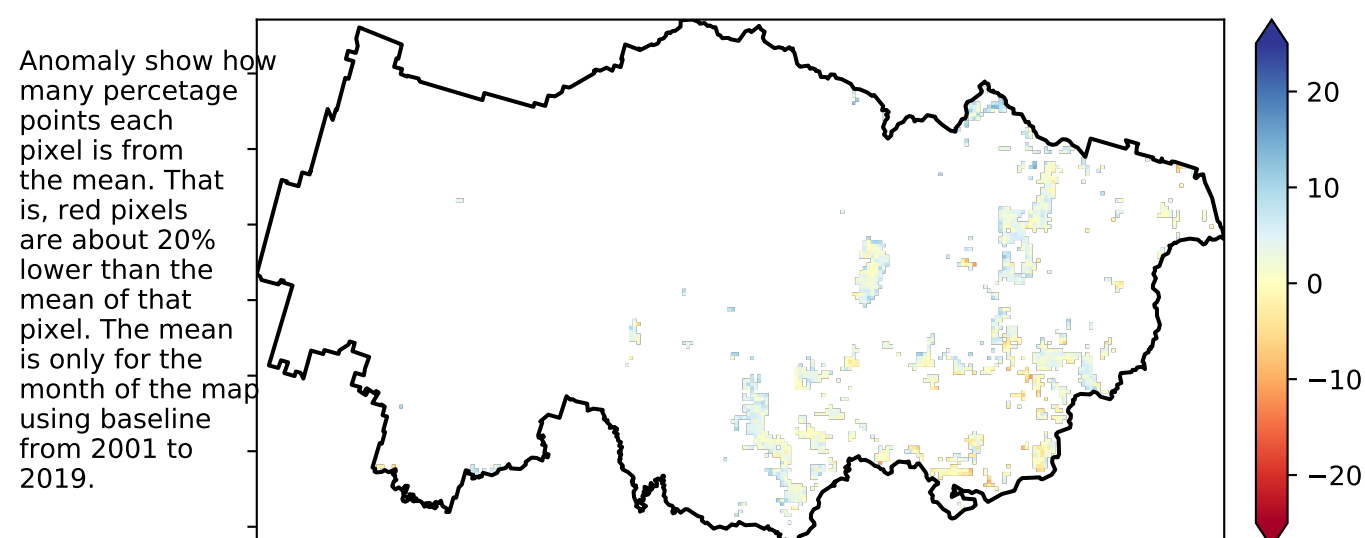 Anomaly show how
many percetage
points each
pixel is from
the mean. That
is, red pixels
are about 20%
lower than the
mean of that
pixel. The mean
is only for the
month of the map
using baseline
from 2001 to
2019.
20
10
0
−10
−20